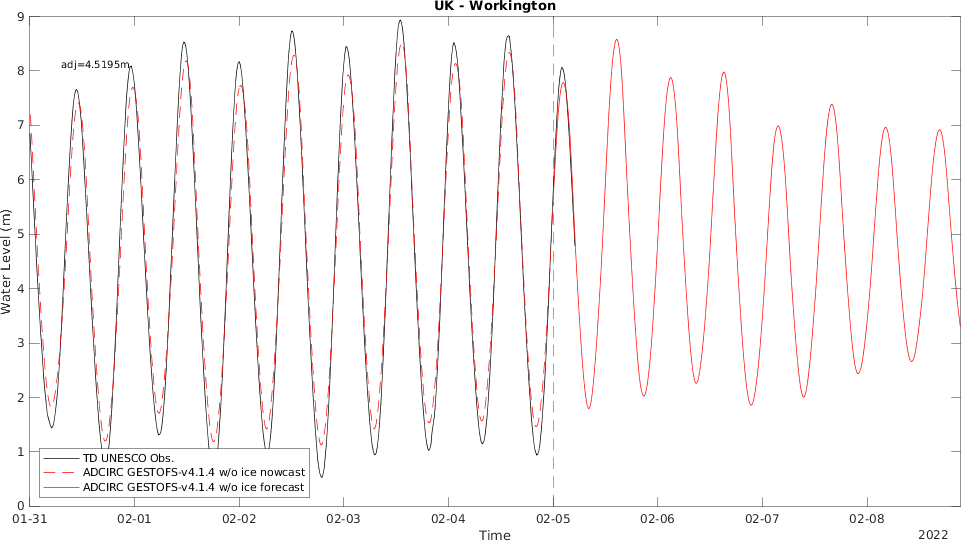 UK - Workington
adj=4.5195m
9
8
7
6
5
4
3
2
1
0
Water Level (m)
TD UNESCO Obs.
ADCIRC GESTOFS-v4.1.4 w/o ice nowcast
ADCIRC GESTOFS-v4.1.4 w/o ice forecast
01-31 02-01 02-02 02-03 02-04 02-05 02-06 02-07 02-08
Time
2022